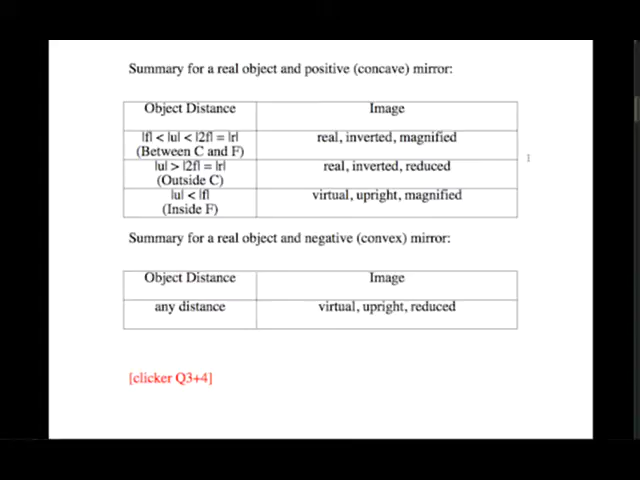 Summary for a real object and positive (concave) mirror:
Object Distance Image
|f| < |u| < |2f| = |r| real, inverted, magnified
(Between C and F)
|u| > |2f| = |r| real, inverted, reduced
(Outside C)
|u| < |f| virtual, upright, magnified
(Inside F)
Summary for a real object and negative (convex) mirror:
Object Distance Image
any distance virtual, upright, reduced
[clicker Q3+4]